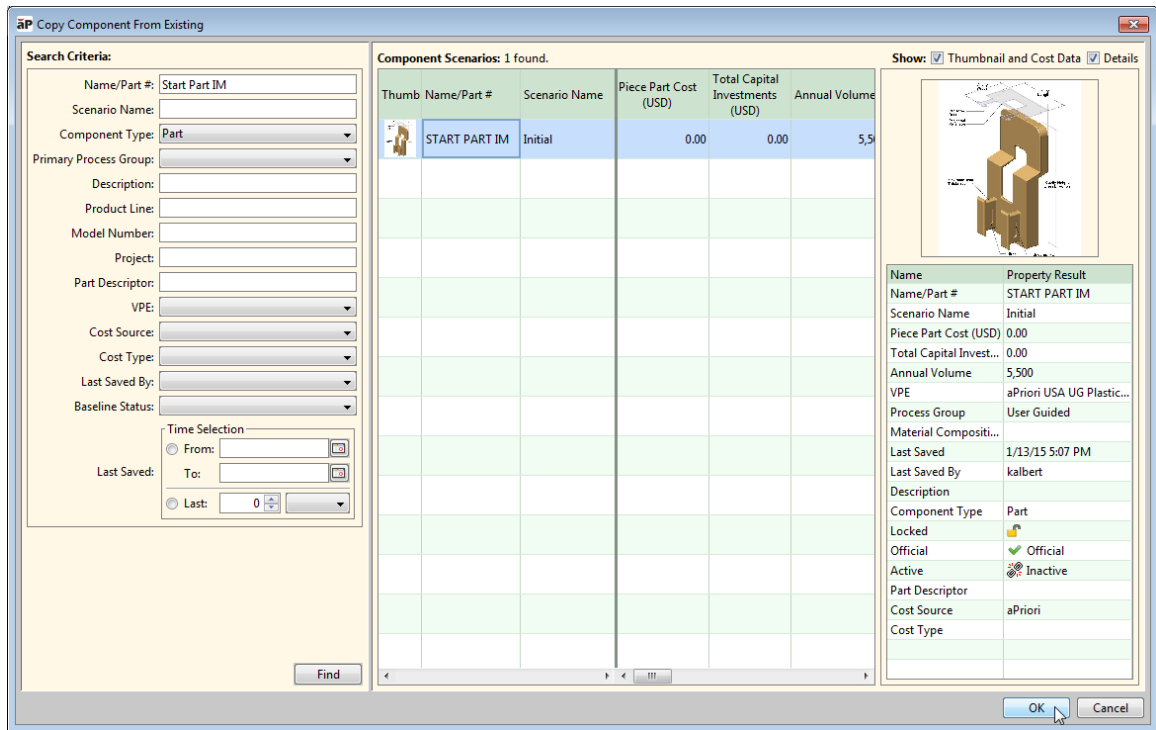 aP Copy Component From Existing
Search Criteria:
Name/Part #: Start Part IM
Scenario Name:
Component Type: Part
Primary Process Group:
Description:
Product Line:
Model Number:
Project:
Part Descriptor:
VPE:
Cost Source:
Cost Type:
Last Saved By:
Baseline Status:
Last Saved:
Time Selection
From:
To:
Last: 0
Find
Component Scenarios: 1 found.
Thumb Name/Part # Scenario Name Piece Part Cost (USD) Total Capital Investments (USD) Annual Volume
START PART IM Initial 0.00 0.00 5,5
Show: Thumbnail and Cost Data Details
Name Property Result
Name/Part # START PART IM
Scenario Name Initial
Piece Part Cost (USD) 0.00
Total Capital Invest... 0.00
Annual Volume 5,500
VPE aPriori USA UG Plastic...
Process Group User Guided
Material Compositi...
Last Saved 1/13/15 5:07 PM
Last Saved By kalbert
Description
Component Type Part
Locked
Official Official
Active Inactive
Part Descriptor
Cost Source aPriori
Cost Type
OK Cancel